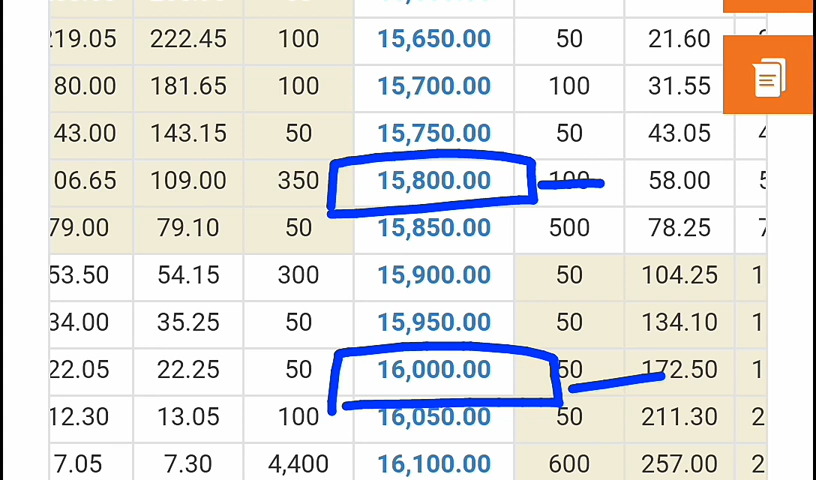 222.45 100 15,650.00 50 21.60
80.00 181.65 100 15,700.00 100 31.55
43.00 143.15 50 15,750.00 50 43.05
06.65 109.00 350 15,800.00 100 58.00
79.00 79.10 50 15,850.00 500 78.25
53.50 54.15 300 15,900.00 50 104.25 1
34.00 35.25 50 15,950.00 50 134.10 1
22.05 22.25 50 16,000.00 50 172.50 1
12.30 13.05 100 16,050.00 50 211.30 2
7.05 7.30 4,400 16,100.00 600 257.00 2